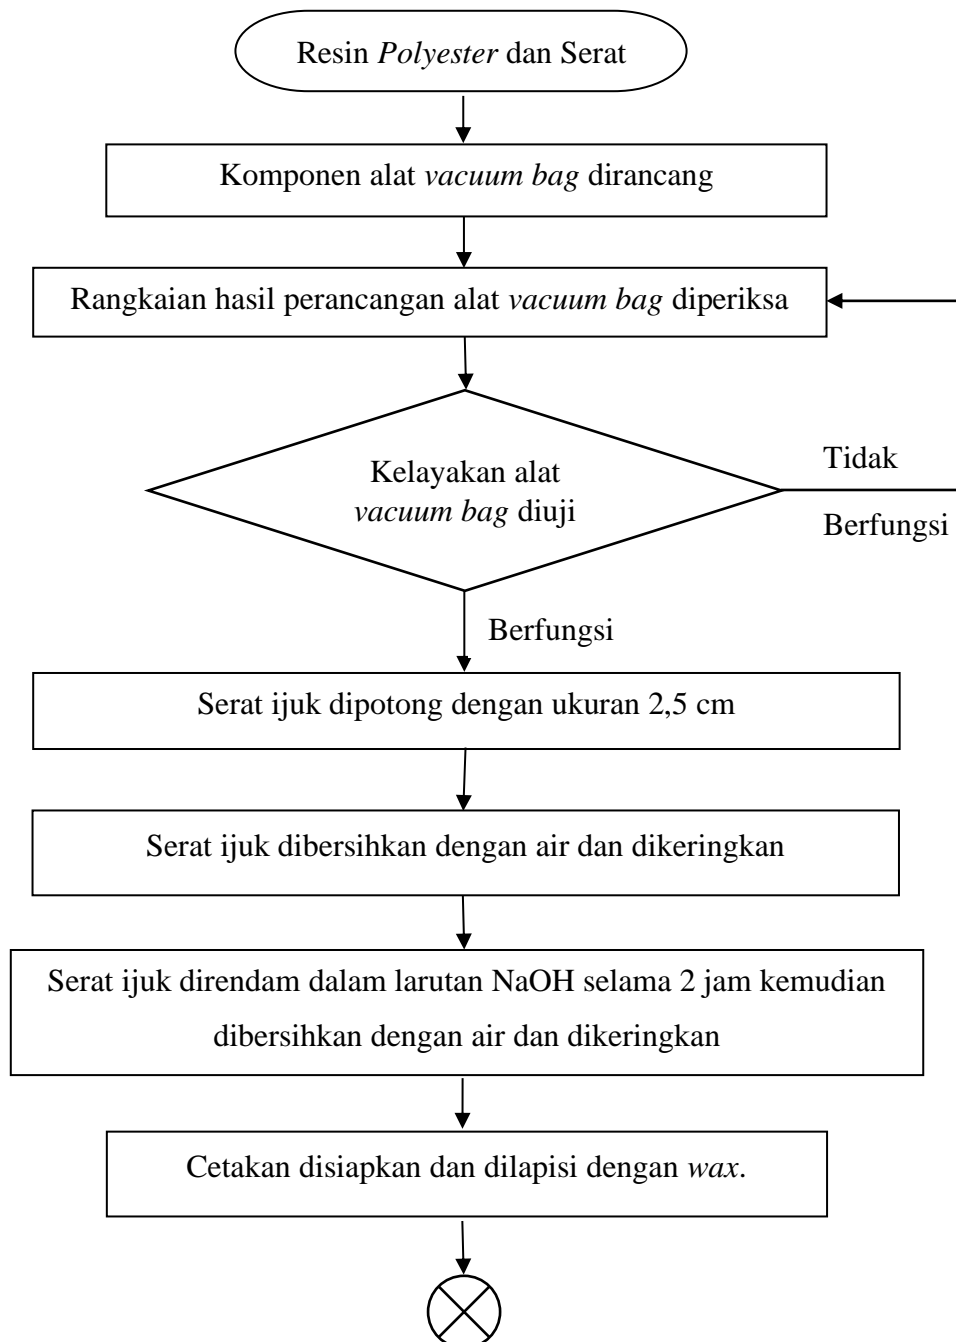 Resin Polyester dan Serat
Komponen alat vacuum bag dirancang
Rangkaian hasil perancangan alat vacuum bag diperiksa
Kelayakan alat
vacuum bag diuji
Tidak
Berfungsi
Berfungsi
Serat ijuk dipotong dengan ukuran 2,5 cm
Serat ijuk dibersihkan dengan air dan dikeringkan
Serat ijuk direndam dalam larutan NaOH selama 2 jam kemudian
dibersihkan dengan air dan dikeringkan
Cetakan disiapkan dan dilapisi dengan wax.